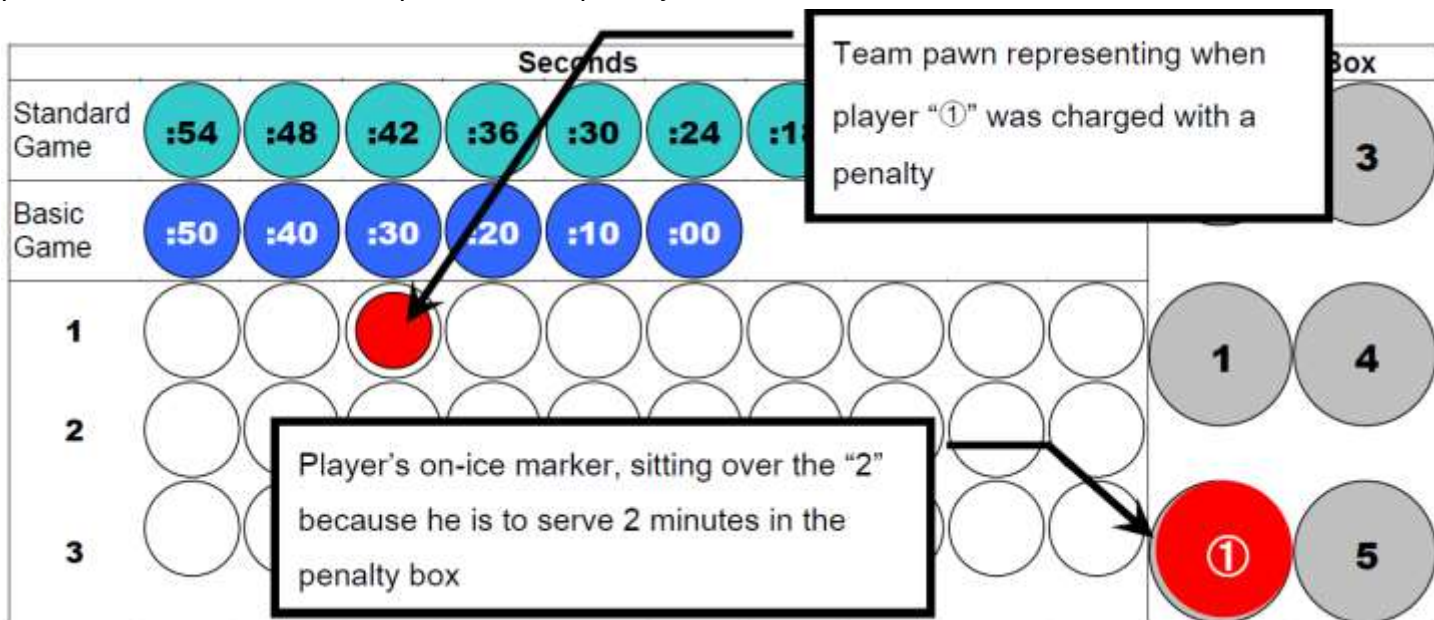 Seconds
Box
Team pawn representing when
player “①” was charged with a
penalty
Standard
Game
:54 :48 :42 :36 :30 :24
3
Basic
Game
:50 :40 :30 :20 :10 :00
1
1 4
2
Player’s on-ice marker, sitting over the “2”
because he is to serve 2 minutes in the
penalty box
3
① 5